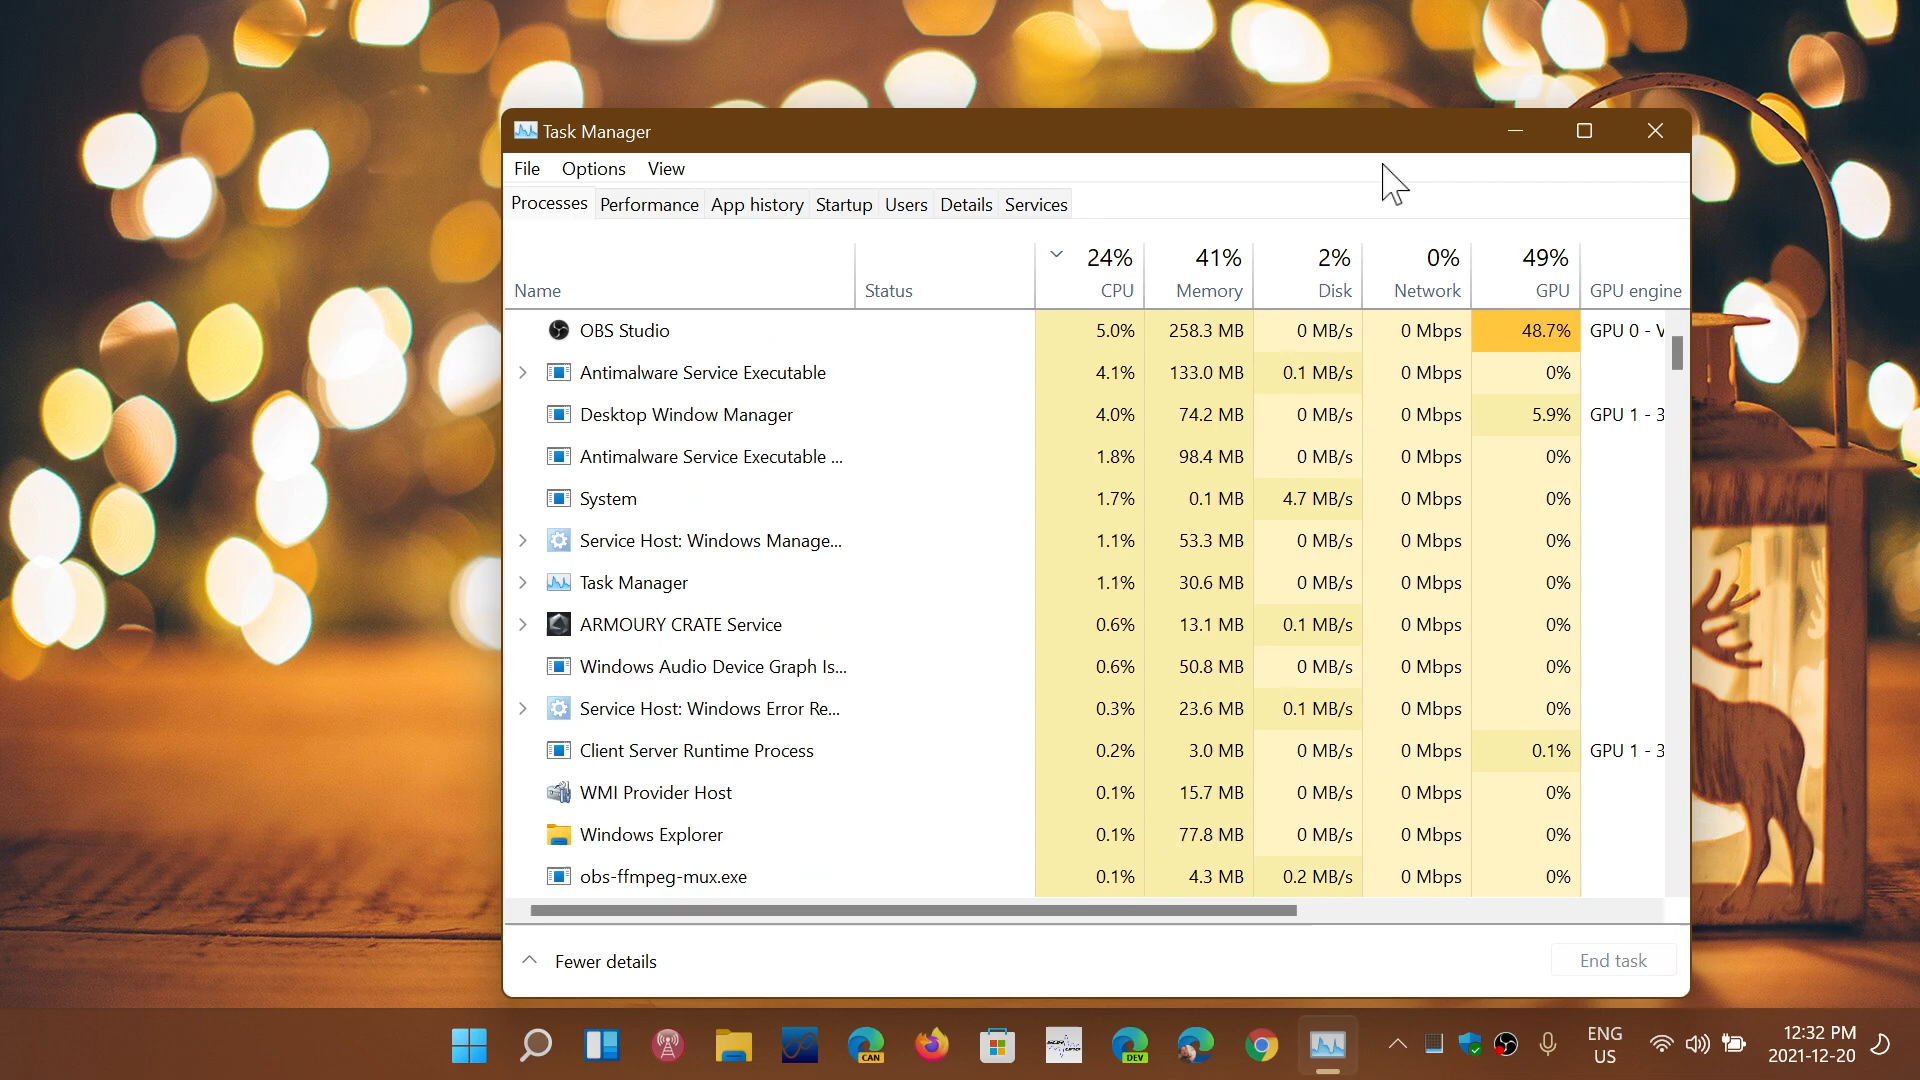 Task Manager
File Options View
Processes Performance App history Startup Users Details Services
24% 41% 2% 0% 49%
Name Status CPU Memory Disk Network GPU GPU engine
OBS Studio 5.0% 258.3 MB 0 MB/s 0 Mbps 48.7% GPU 0 - V
Antimalware Service Executable 4.1% 133.0 MB 0.1 MB/s 0 Mbps 0%
Desktop Window Manager 4.0% 74.2 MB 0 MB/s 0 Mbps 5.9% GPU 1 - 3
Antimalware Service Executable ... 1.8% 98.4 MB 0 MB/s 0 Mbps 0%
System 1.7% 0.1 MB 4.7 MB/s 0 Mbps 0%
Service Host: Windows Manage... 1.1% 53.3 MB 0 MB/s 0 Mbps 0%
Task Manager 1.1% 30.6 MB 0 MB/s 0 Mbps 0%
ARMOURY CRATE Service 0.6% 13.1 MB 0.1 MB/s 0 Mbps 0%
Windows Audio Device Graph Is... 0.6% 50.8 MB 0 MB/s 0 Mbps 0%
Service Host: Windows Error Re... 0.3% 23.6 MB 0.1 MB/s 0 Mbps 0%
Client Server Runtime Process 0.2% 3.0 MB 0 MB/s 0 Mbps 0.1% GPU 1 - 3
WMI Provider Host 0.1% 15.7 MB 0 MB/s 0 Mbps 0%
Windows Explorer 0.1% 77.8 MB 0 MB/s 0 Mbps 0%
obs-ffmpeg-mux.exe 0.1% 4.3 MB 0.2 MB/s 0 Mbps 0%
Fewer details End task
CAN DEV
ENG 12:32 PM
US 2021-12-20